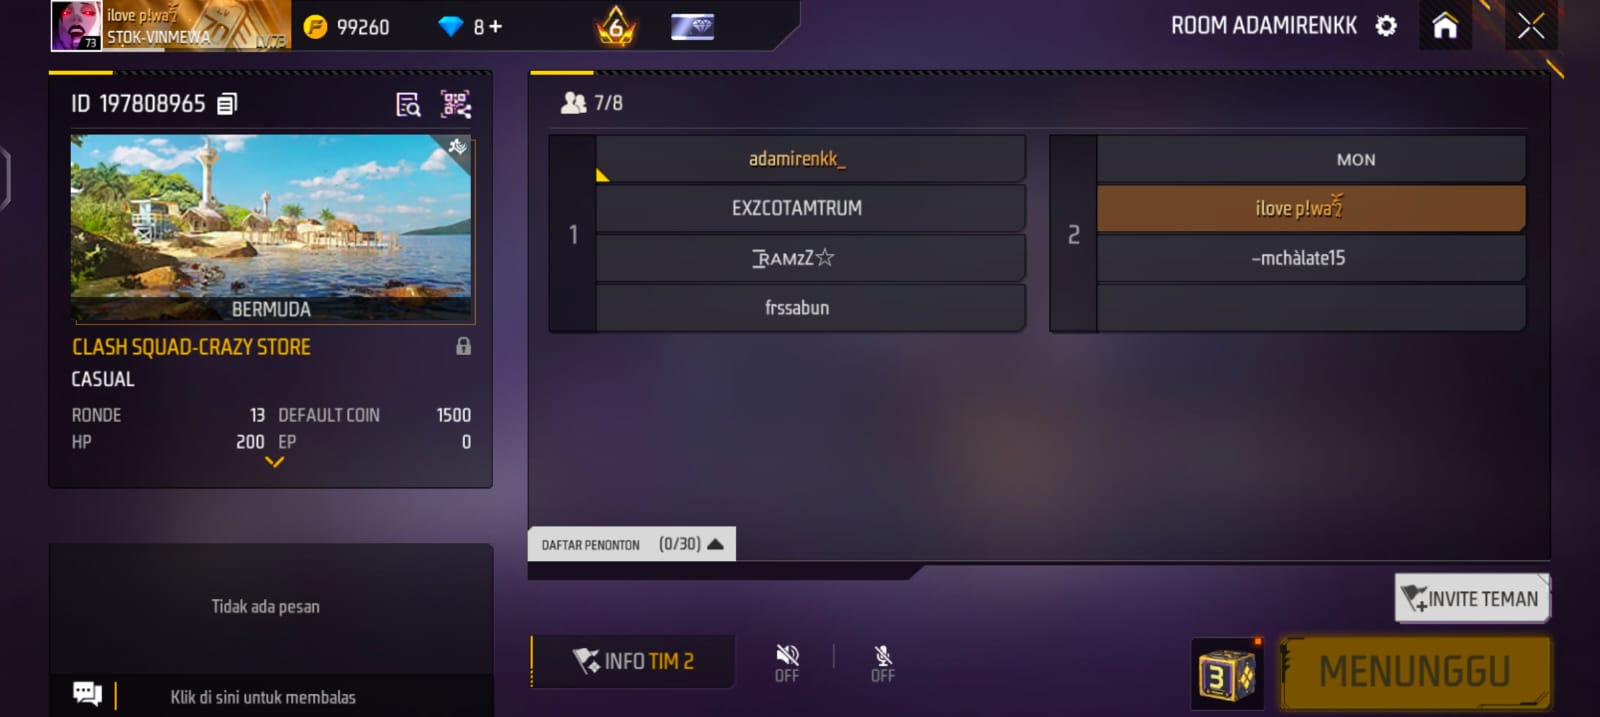 ilove p!wa
STOK-VINMEWA
73
LV.73
99260
8+
6
ROOM ADAMIRENKK
ID 197808965
BERMUDA
CLASH SQUAD-CRAZY STORE
CASUAL
RONDE 13 DEFAULT COIN 1500
HP 200 EP 0
Tidak ada pesan
Klik di sini untuk membalas
7/8
1
adamirenkk_
EXZCOTAMTRUM
RAMzZ☆
frssabun
2
MON
ilove p!wa
–mchàlate15
DAFTAR PENONTON (0/30)
INVITE TEMAN
INFO TIM 2
OFF
OFF
3
MENUNGGU